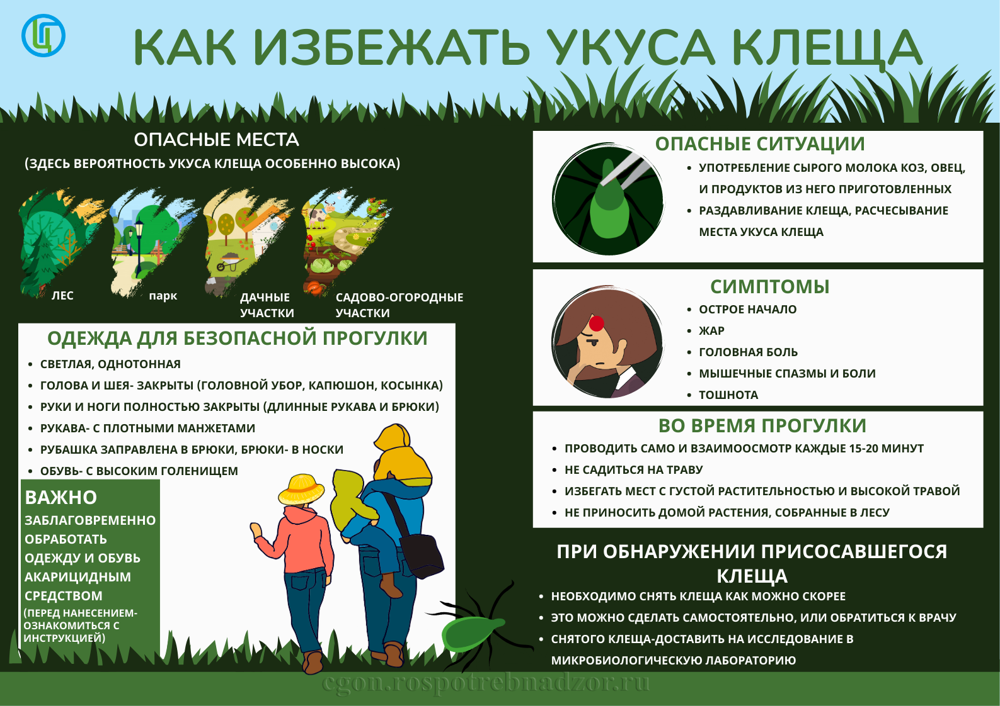 КАК ИЗБЕЖАТЬ УКУСА КЛЕЩА
ОПАСНЫЕ МЕСТА
(ЗДЕСЬ ВЕРОЯТНОСТЬ УКУСА КЛЕЩА ОСОБЕННО ВЫСОКА)
ЛЕС
парк
ДАЧНЫЕ
УЧАСТКИ
САДОВО-ОГОРОДНЫЕ
УЧАСТКИ
ОДЕЖДА ДЛЯ БЕЗОПАСНОЙ ПРОГУЛКИ
• СВЕТЛАЯ, ОДНОТОННАЯ
• ГОЛОВА И ШЕЯ- ЗАКРЫТЫ (ГОЛОВНОЙ УБОР, КАПЮШОН, КОСЫНКА)
• РУКИ И НОГИ ПОЛНОСТЬЮ ЗАКРЫТЫ (ДЛИННЫЕ РУКАВА И БРЮКИ)
• РУКАВА- С ПЛОТНЫМИ МАНЖЕТАМИ
• РУБАШКА ЗАПРАВЛЕНА В БРЮКИ, БРЮКИ- В НОСКИ
• ОБУВЬ- С ВЫСОКИМ ГОЛЕНИЩЕМ
ВАЖНО
ЗАБЛАГОВРЕМЕННО
ОБРАБОТАТЬ
ОДЕЖДУ И ОБУВЬ
АКАРИЦИДНЫМ
СРЕДСТВОМ
(ПЕРЕД НАНЕСЕНИЕМ-
ОЗНАКОМИТЬСЯ С
ИНСТРУКЦИЕЙ)
ОПАСНЫЕ СИТУАЦИИ
• УПОТРЕБЛЕНИЕ СЫРОГО МОЛОКА КОЗ, ОВЕЦ,
И ПРОДУКТОВ ИЗ НЕГО ПРИГОТОВЛЕННЫХ
• РАЗДАВЛИВАНИЕ КЛЕЩА, РАСЧЕСЫВАНИЕ
МЕСТА УКУСА КЛЕЩА
СИМПТОМЫ
• ОСТРОЕ НАЧАЛО
• ЖАР
• ГОЛОВНАЯ БОЛЬ
• МЫШЕЧНЫЕ СПАЗМЫ И БОЛИ
• ТОШНОТА
ВО ВРЕМЯ ПРОГУЛКИ
• ПРОВОДИТЬ САМО И ВЗАИМООСМОТР КАЖДЫЕ 15-20 МИНУТ
• НЕ САДИТЬСЯ НА ТРАВУ
• ИЗБЕГАТЬ МЕСТ С ГУСТОЙ РАСТИТЕЛЬНОСТЬЮ И ВЫСОКОЙ ТРАВОЙ
• НЕ ПРИНОСИТЬ ДОМОЙ РАСТЕНИЯ, СОБРАННЫЕ В ЛЕСУ
ПРИ ОБНАРУЖЕНИИ ПРИСОСАВШЕГОСЯ
КЛЕЩА
• НЕОБХОДИМО СНЯТЬ КЛЕЩА КАК МОЖНО СКОРЕЕ
• ЭТО МОЖНО СДЕЛАТЬ САМОСТОЯТЕЛЬНО, ИЛИ ОБРАТИТЬСЯ К ВРАЧУ
• СНЯТОГО КЛЕЩА-ДОСТАВИТЬ НА ИССЛЕДОВАНИЕ В
МИКРОБИОЛОГИЧЕСКУЮ ЛАБОРАТОРИЮ
cgon.rospotrebnadzor.ru